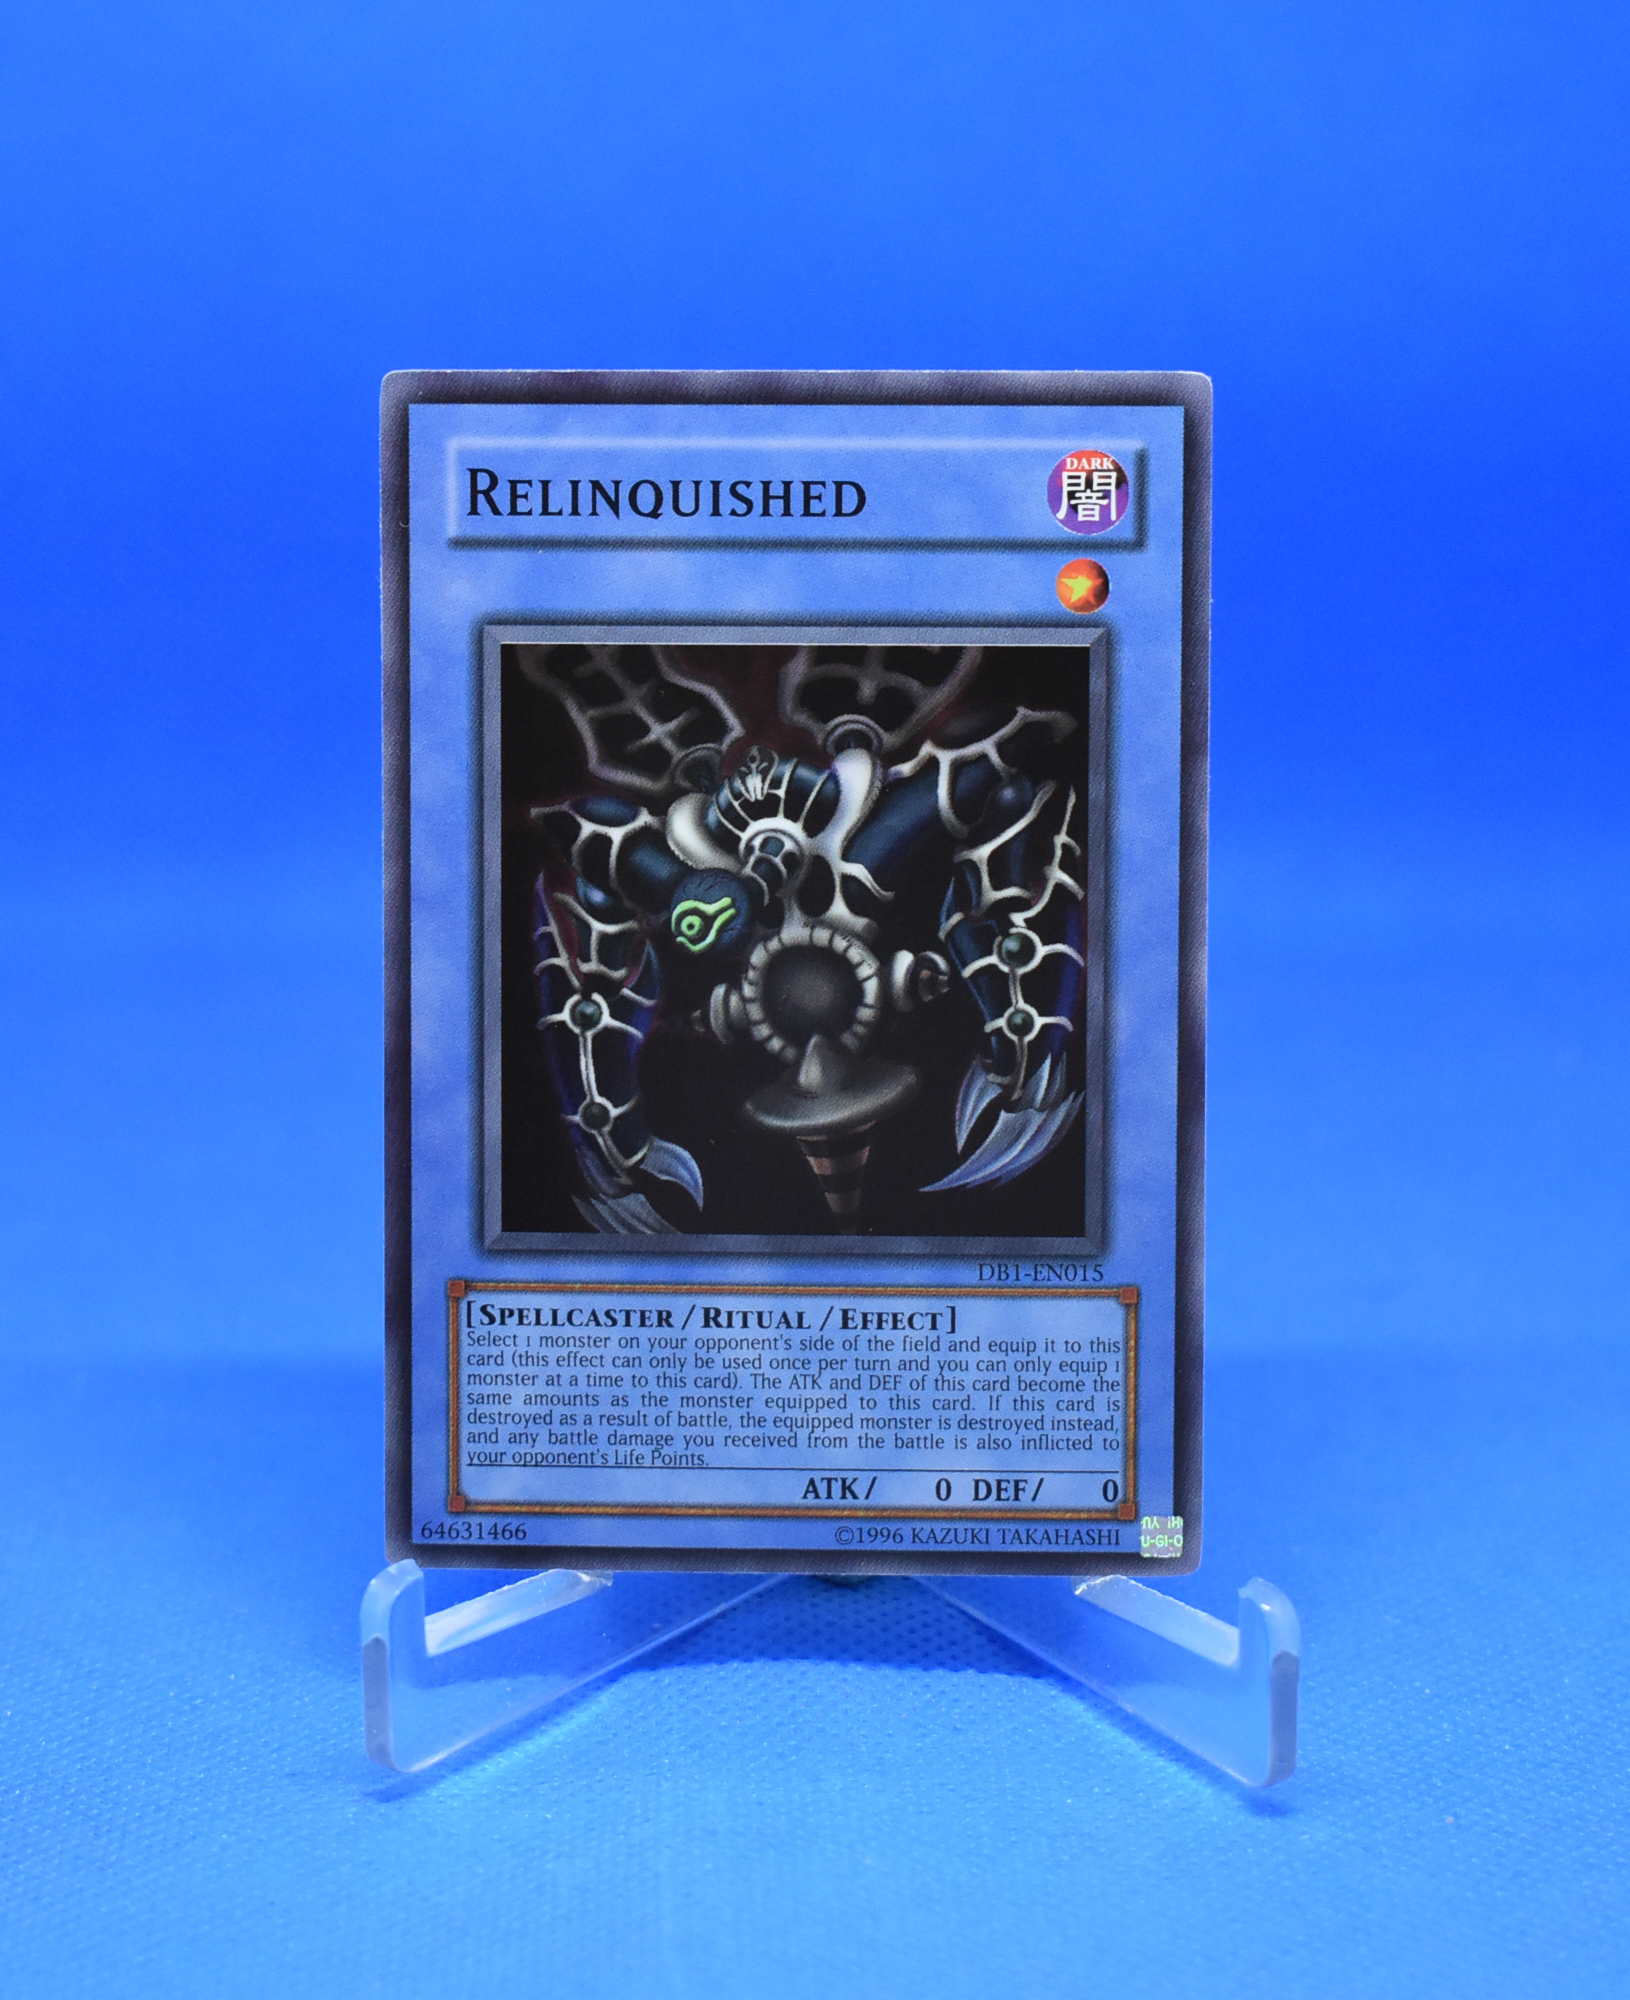 RELINQUISHED
DARK
闇
DB1-EN015
[SPELLCASTER / RITUAL / EFFECT]
Select 1 monster on your opponent's side of the field and equip it to this
card (this effect can only be used once per turn and you can only equip 1
monster at a time to this card). The ATK and DEF of this card become the
same amounts as the monster equipped to this card. If this card is
destroyed as a result of battle, the equipped monster is destroyed instead,
and any battle damage you received from the battle is also inflicted to
your opponent's Life Points.
ATK/ 0 DEF/ 0
64631466
©1996 KAZUKI TAKAHASHI
U-GI-O